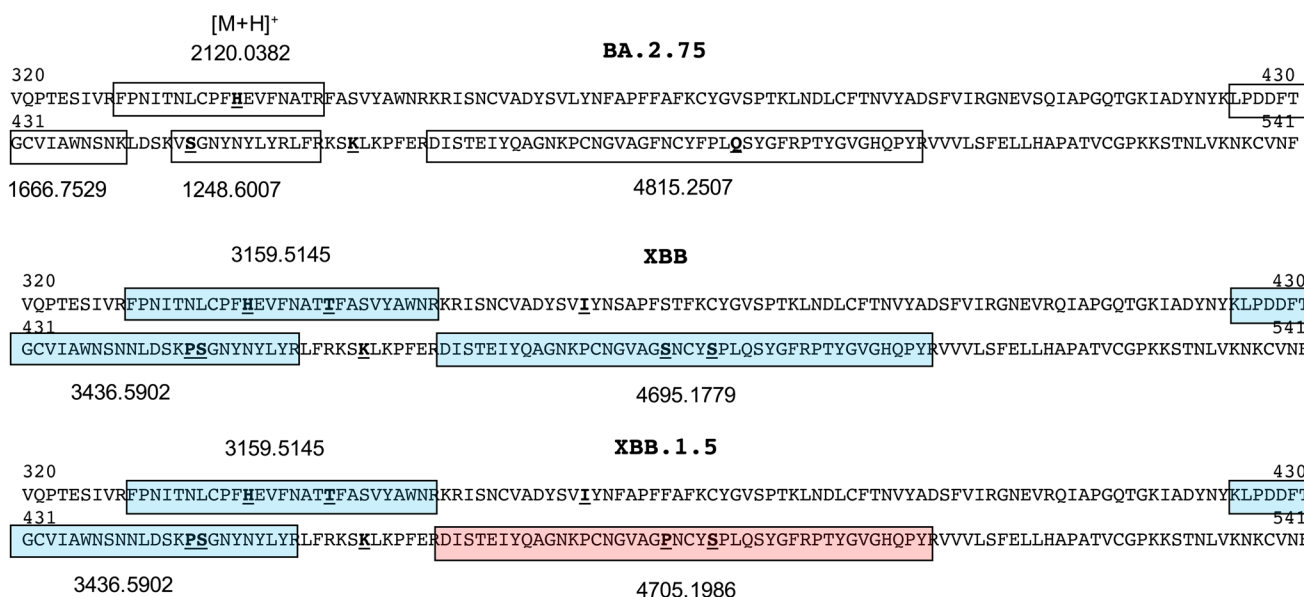 [M+H]+
2120.0382
BA.2.75
320 430
VQPTESIVRFPNITNLCPFHEVFNATRFASVYAWNRKRISNCVADYSVLYNFAPFFAFKCYGVSPTKLNDLCFTNVYADSFVIRGNEVSQIAPGQTGKIADYNYKLPDDFT
431 541
GCVIAWNSNKLDSKVSGNYNYLYRLFRKSKLKPFERDISTEIYQAGNKPCNGVAGFNCYFPLQSYGFRPTYGVGHQPYRVVVLSFELLHAPATVCGPKKSTNLVKNKCVNF
1666.7529 1248.6007 4815.2507
3159.5145
XBB
320 430
VQPTESIVRFPNITNLCPFHEVFNATTFASVYAWNRKRISNCVADYSVIYNSAPFSTFKCYGVSPTKLNDLCFTNVYADSFVIRGNEVRQIAPGQTGKIADYNYKLPDDFT
431 541
GCVIAWNSNNLDSKPSGNYNYLYRLFRKSKLKPFERDISTEIYQAGNKPCNGVAGSNCYSPLQSYGFRPTYGVGHQPYRVVVLSFELLHAPATVCGPKKSTNLVKNKCVNF
3436.5902 4695.1779
3159.5145
XBB.1.5
320 430
VQPTESIVRFPNITNLCPFHEVFNATTFASVYAWNRKRISNCVADYSVIYNFAPFFAFKCYGVSPTKLNDLCFTNVYADSFVIRGNEVRQIAPGQTGKIADYNYKLPDDFT
431 541
GCVIAWNSNNLDSKPSGNYNYLYRLFRKSKLKPFERDISTEIYQAGNKPCNGVAGPNCYSPLQSYGFRPTYGVGHQPYRVVVLSFELLHAPATVCGPKKSTNLVKNKCVNF
3436.5902 4705.1986